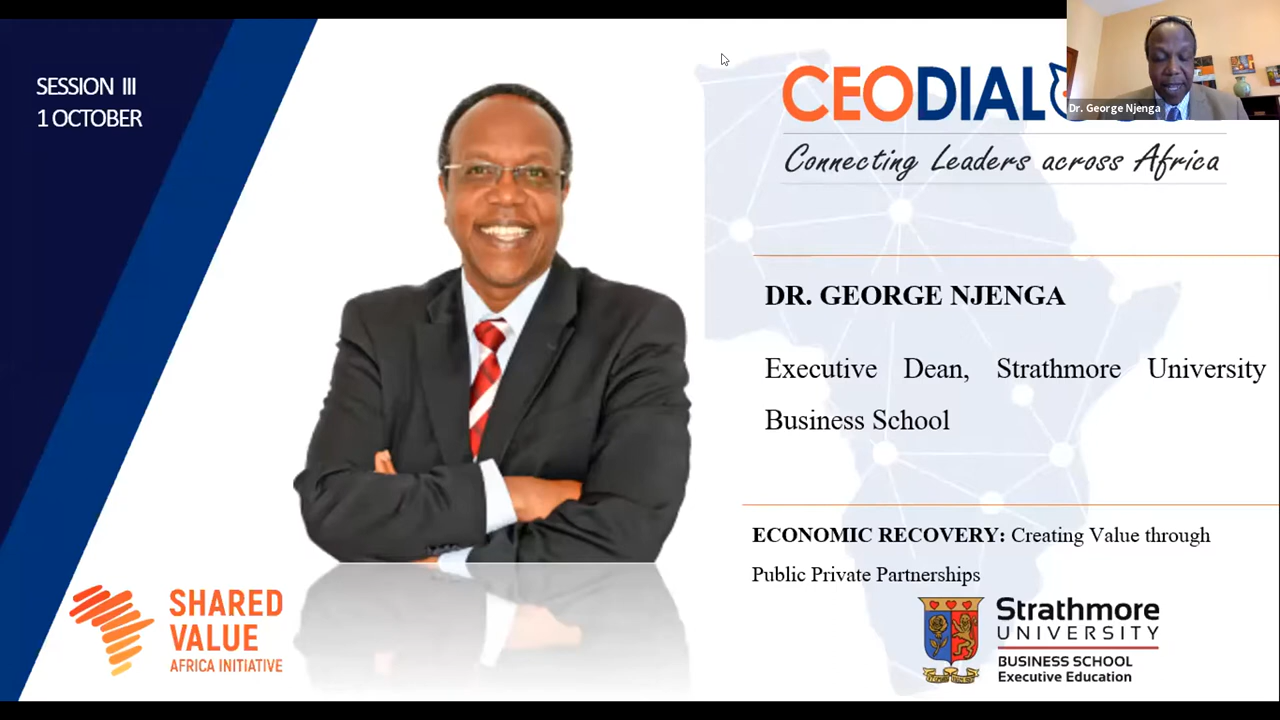 SESSION III
1 OCTOBER
CEODIAL
Dr. George Njenga
Connecting Leaders across Africa
DR. GEORGE NJENGA
Executive Dean, Strathmore University
Business School
ECONOMIC RECOVERY: Creating Value through
Public Private Partnerships
SHARED
VALUE
AFRICA INITIATIVE
Strathmore
UNIVERSITY
BUSINESS SCHOOL
Executive Education